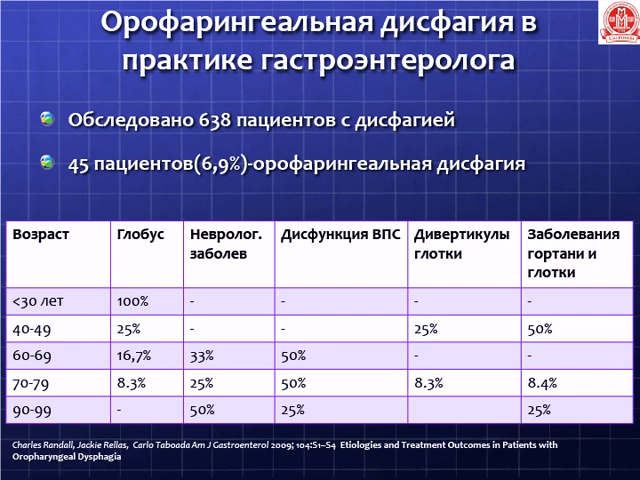 Орофарингеальная дисфагия в
практике гастроэнтеролога
Обследовано 638 пациентов с дисфагией
45 пациентов(6,9%)-орофарингеальная дисфагия
Возраст Глобус Невролог. заболев Дисфункция ВПС Дивертикулы глотки Заболевания гортани и глотки
<30 лет 100% - - - -
40-49 25% - - 25% 50%
60-69 16,7% 33% 50% - -
70-79 8.3% 25% 50% 8.3% 8.4%
90-99 - 50% 25% 25%
Charles Randall, Jackie Rellas, Carlo Taboada Am J Gastroenterol 2009; 104:S1–S4 Etiologies and Treatment Outcomes in Patients with
Oropharyngeal Dysphagia